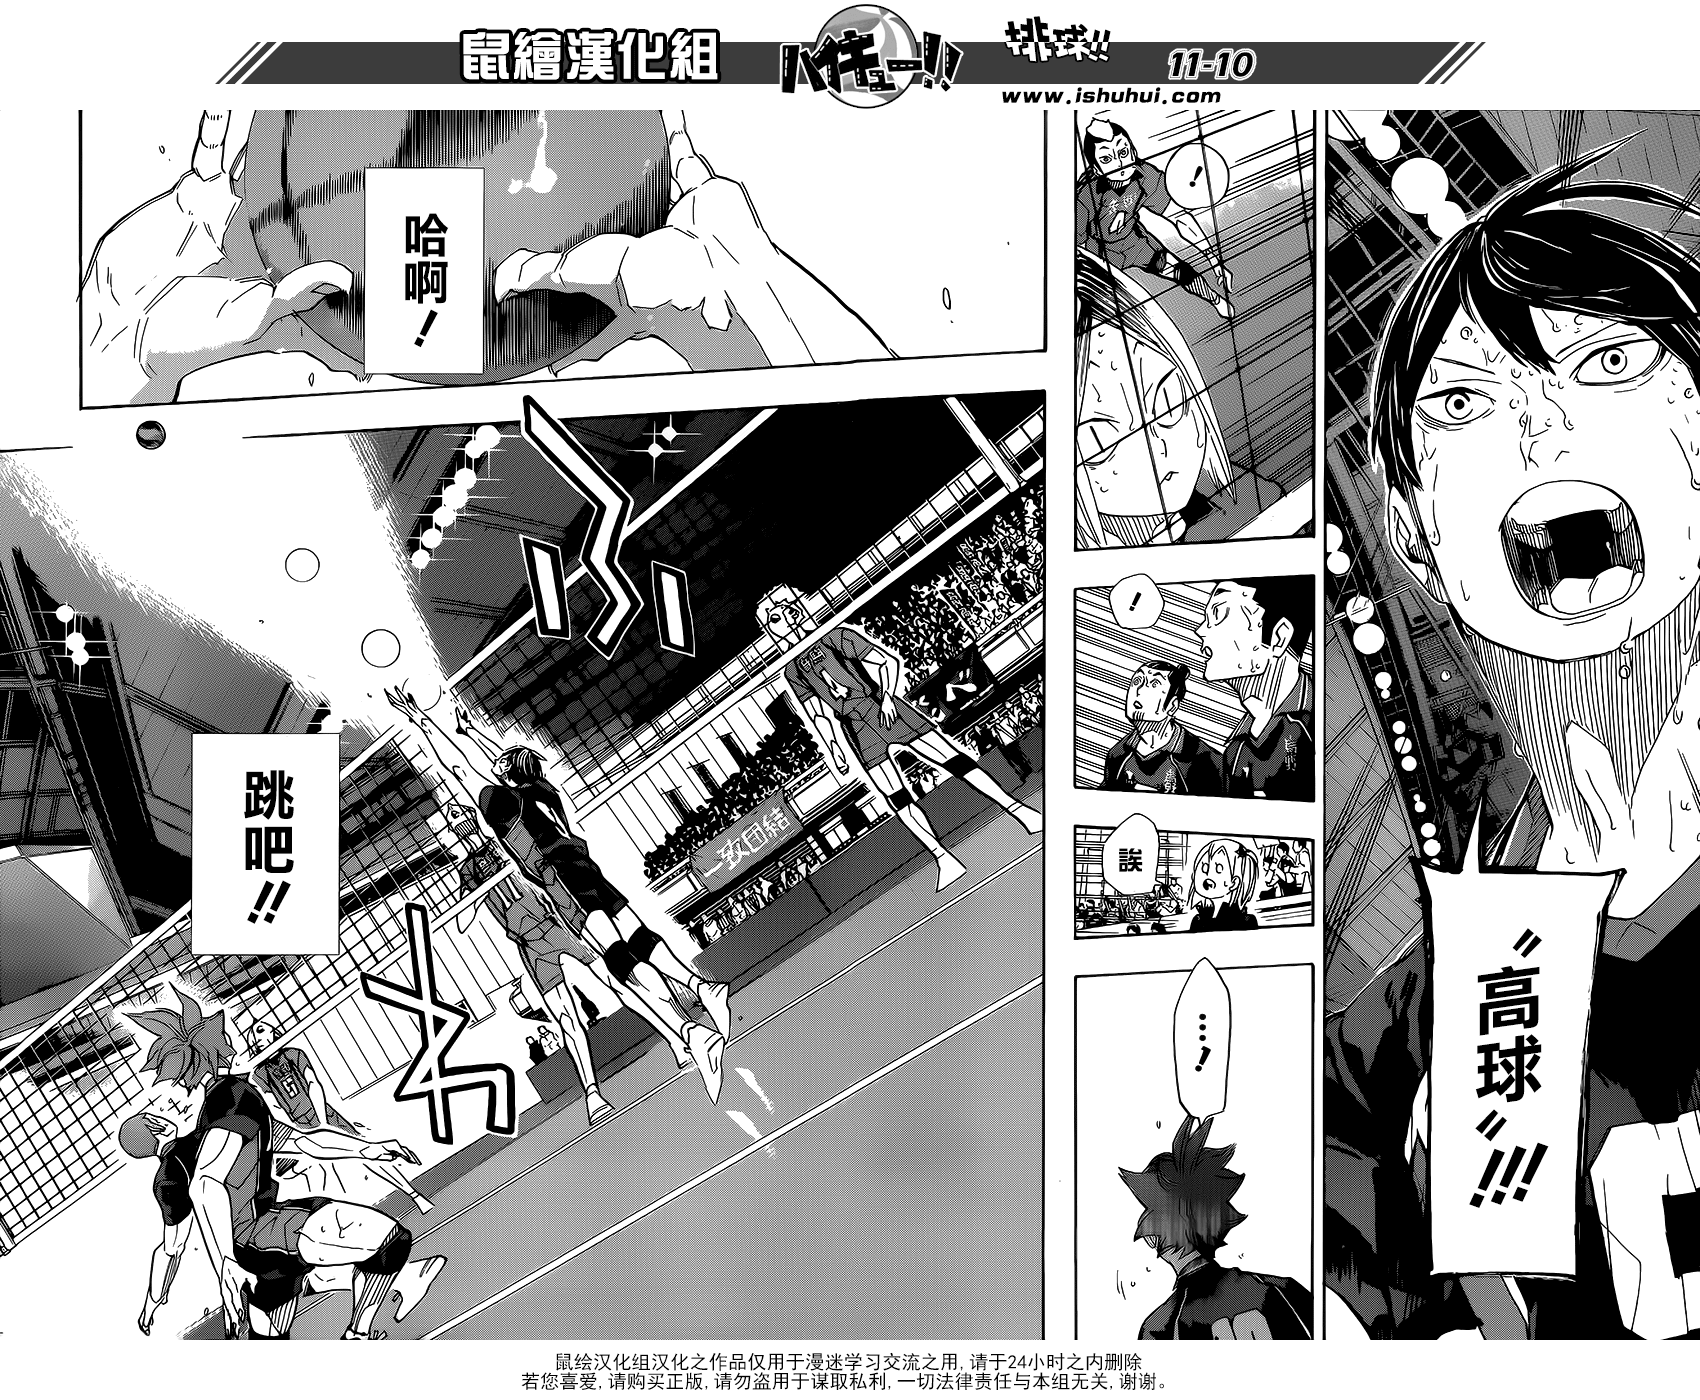 鼠繪漢化組
ハイキュー!!
排球!!
11-10
www.ishuhui.com
“高球”!!!
!
!
誒
…!
哈啊!
跳吧!!
一致団結
鼠绘汉化组汉化之作品仅用于漫迷学习交流之用,请于24小时之内删除
若您喜爱,请购买正版,请勿盗用于谋取私利,一切法律责任与本组无关,谢谢。